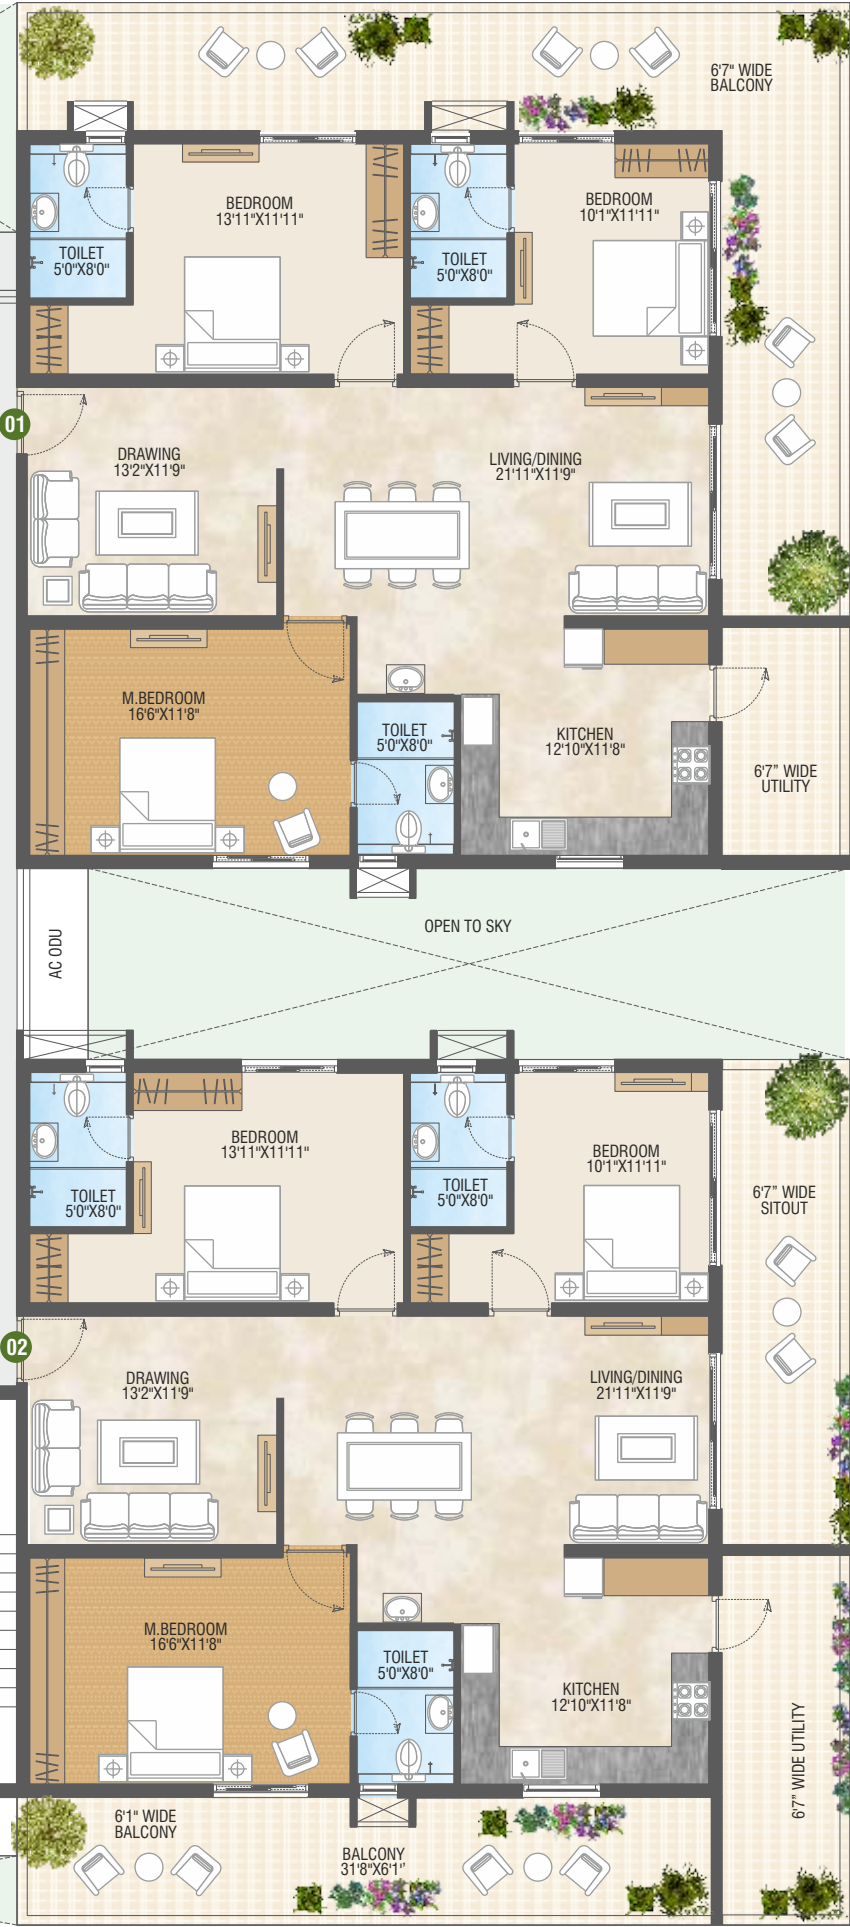 6'7" WIDE
BALCONY
BEDROOM
13'11"X11'11"
BEDROOM
10'1"X11'11"
TOILET
5'0"X8'0"
TOILET
5'0"X8'0"
01
DRAWING
13'2"X11'9"
LIVING/DINING
21'11"X11'9"
M.BEDROOM
16'6"X11'8"
TOILET
5'0"X8'0"
KITCHEN
12'10"X11'8"
6'7” WIDE
UTILITY
OPEN TO SKY
AC ODU
BEDROOM
13'11"X11'11"
BEDROOM
10'1"X11'11"
TOILET
5'0"X8'0"
TOILET
5'0"X8'0"
6'7” WIDE
SITOUT
02
DRAWING
13'2"X11'9"
LIVING/DINING
21'11"X11'9"
M.BEDROOM
16'6"X11'8"
TOILET
5'0"X8'0"
KITCHEN
12'10"X11'8"
6'7” WIDE UTILITY
6'1" WIDE
BALCONY
BALCONY
31'8"X6'1'